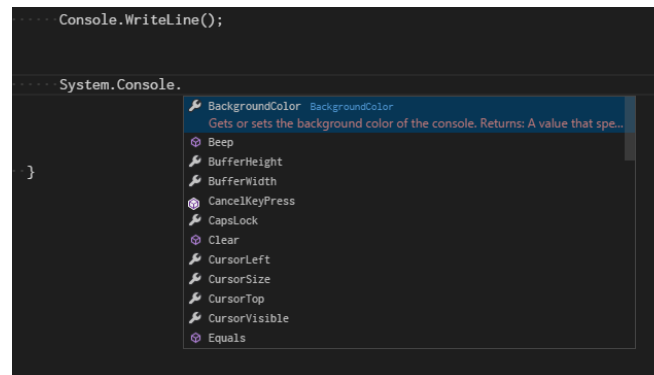 Console.WriteLine();
System.Console.
BackgroundColor BackgroundColor
Gets or sets the background color of the console. Returns: A value that spe...
Beep
BufferHeight
BufferWidth
CancelKeyPress
CapsLock
Clear
CursorLeft
CursorSize
CursorTop
CursorVisible
Equals
}